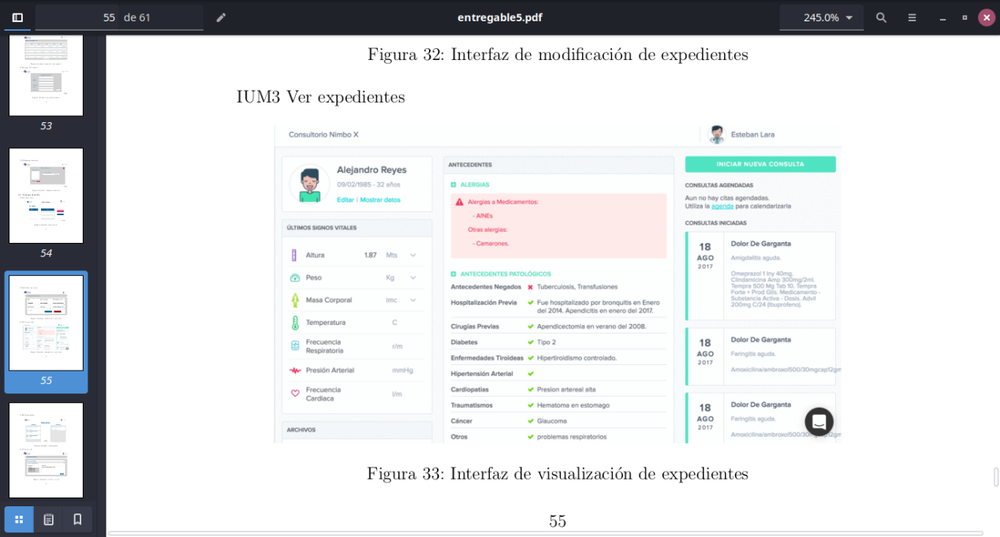 55 de 61
entregable5.pdf
245.0%
53
54
55
Figura 32: Interfaz de modificación de expedientes
IUM3 Ver expedientes
Consultorio Nimbo X
Esteban Lara
Alejandro Reyes
09/02/1985 - 32 años
Editar | Mostrar datos
ÚLTIMOS SIGNOS VITALES
Altura 1.87 Mts
Peso Kg
Masa Corporal imc
Temperatura C
Frecuencia
Respiratoria r/m
Presión Arterial mmHg
Frecuencia
Cardiaca l/m
ARCHIVOS
ANTECEDENTES
ALERGIAS
Alergias a Medicamentos:
- AINEs
Otras alergias:
- Camarones.
ANTECEDENTES PATOLÓGICOS
Antecedentes Negados Tuberculosis, Transfusiones
Hospitalización Previa Fue hospitalizado por bronquitis en Enero
del 2014. Apendicitis en enero del 2017.
Cirugías Previas Apendicectomia en verano del 2008.
Diabetes Tipo 2
Enfermedades Tiroideas Hipertiroidismo controlado.
Hipertensión Arterial
Cardiopatias Presion artereal alta
Traumatismos Hematoma en estomago
Cáncer Glaucoma
Otros problemas respiratorios
INICIAR NUEVA CONSULTA
CONSULTAS AGENDADAS
Aun no hay citas agendadas.
Utiliza la agenda para calendarizarla
CONSULTAS INICIADAS
18
AGO
2017
Dolor De Garganta
Amigdalitis aguda.
Omeprazol 1 Iny 40mg.
Clindamicina Amp 300mg/2ml.
Tempra 500 Mg Tab 10. Tempra
Forte + Prod Glls. Medicamento -
Substancia Activa - Dosis. Advil
200mg C/24 (Ibuprofeno).
18
AGO
2017
Dolor De Garganta
Faringitis aguda.
Amoxicilina/ambroxol500/30mgcap12gm
18
AGO
2017
Dolor De Garganta
Faringitis aguda.
Amoxicilina/ambroxol500/30
Figura 33: Interfaz de visualización de expedientes
55